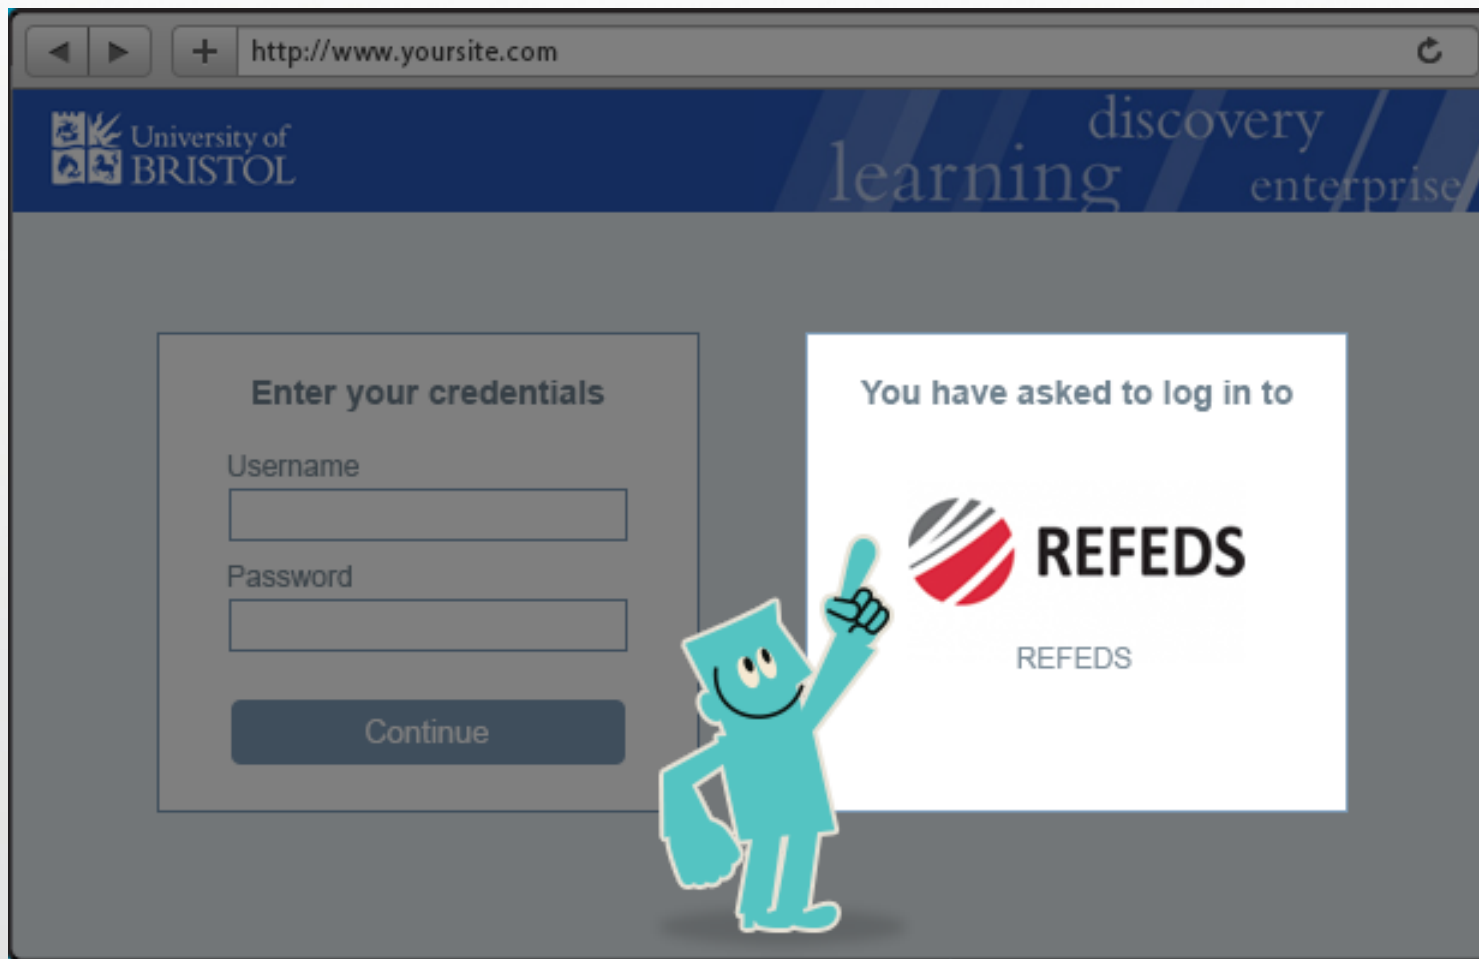 http://www.yoursite.com
University of
BRISTOL
discovery
learning
enterprise
Enter your credentials
Username
Password
Continue
You have asked to log in to
REFEDS
REFEDS